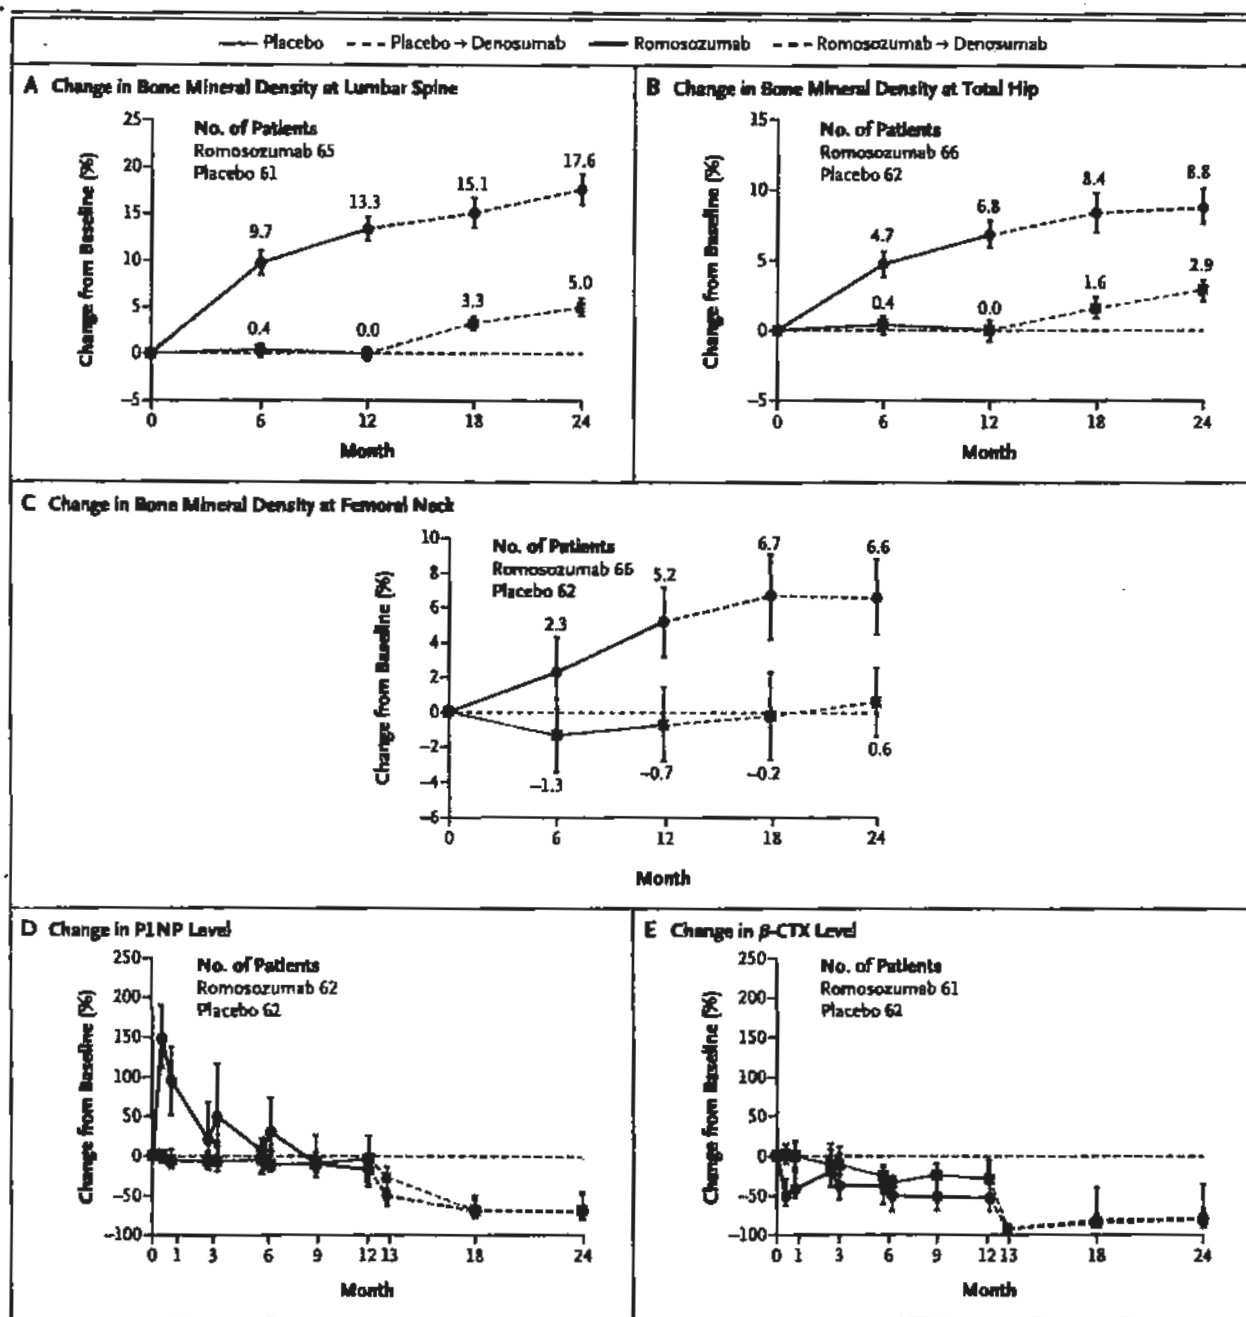 Placebo Placebo → Denosumab Romosozumab Romosozumab → Denosumab
A Change in Bone Mineral Density at Lumbar Spine
25
20
15
10
5
0
−5
Change from Baseline (%)
No. of Patients
Romosozumab 65
Placebo 61
9.7
13.3
15.1
17.6
0.4
0.0
3.3
5.0
0 6 12 18 24
Month
B Change in Bone Mineral Density at Total Hip
15
10
5
0
−5
Change from Baseline (%)
No. of Patients
Romosozumab 66
Placebo 62
4.7
6.8
8.4
8.8
0.4
0.0
1.6
2.9
0 6 12 18 24
Month
C Change in Bone Mineral Density at Femoral Neck
10
8
6
4
2
0
−2
−4
−6
Change from Baseline (%)
No. of Patients
Romosozumab 66
Placebo 62
2.3
5.2
6.7
6.6
−1.3
−0.7
−0.2
0.6
0 6 12 18 24
Month
D Change in P1NP Level
250
200
150
100
50
0
−50
−100
Change from Baseline (%)
No. of Patients
Romosozumab 62
Placebo 62
0 1 3 6 9 12 13 18 24
Month
E Change in β-CTX Level
250
200
150
100
50
0
−50
−100
Change from Baseline (%)
No. of Patients
Romosozumab 61
Placebo 62
0 1 3 6 9 12 13 18 24
Month